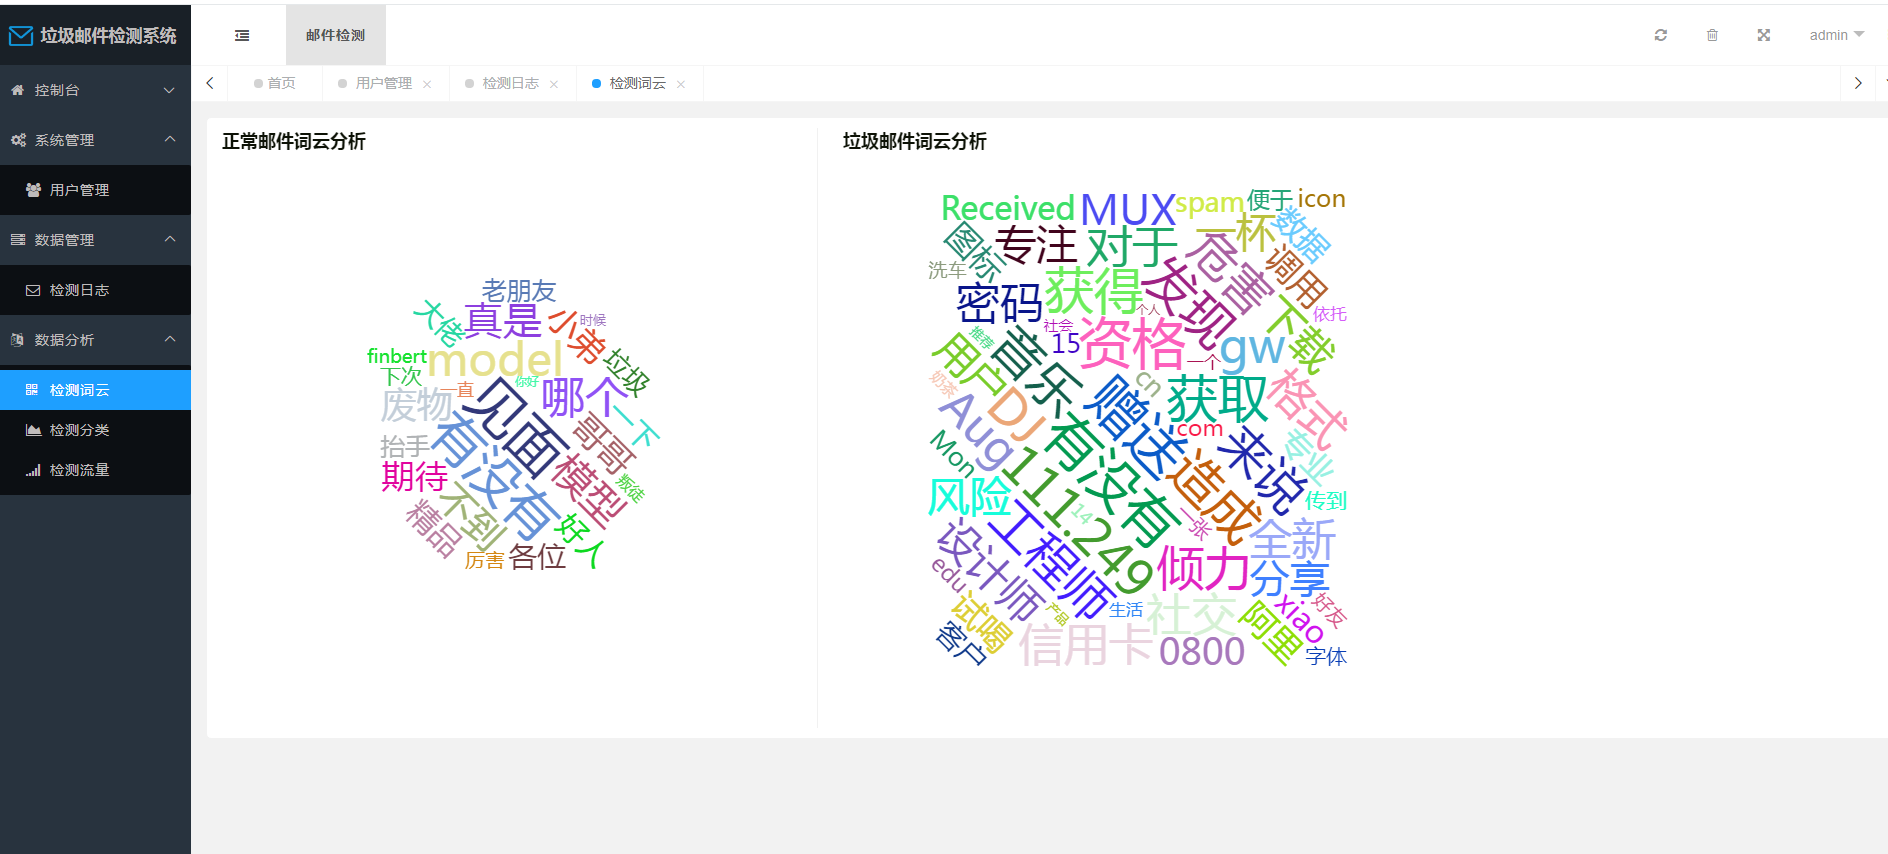 垃圾邮件检测系统
邮件检测
admin
控制台
系统管理
用户管理
数据管理
检测日志
数据分析
检测词云
检测分类
检测流量
首页
用户管理
检测日志
检测词云
正常邮件词云分析
老朋友
大佬
真是
小弟
时候
finbert
model
垃圾
下次
一直
你好
哪个
废物
见面
一下
抬手
有没有
哥哥
期待
模型
叛徒
不到
精品
好人
厉害
各位
垃圾邮件词云分析
Received
MUX
spam
便于
icon
图标
专注
对于
一杯
数据
洗车
危害
调用
密码
获得
发现
个人
依托
社会
推荐
15
资格
一个
gw
下载
用户
音乐
奶茶
cn
获取
格式
Aug
DJ
赠送
com
来说
专业
Mon
有没有
造成
传到
风险
111.249
14
一张
设计师
工程师
倾力
全新
edu
分享
试喝
产品
生活
社交
xiao
好友
客户
信用卡
0800
阿里
字体